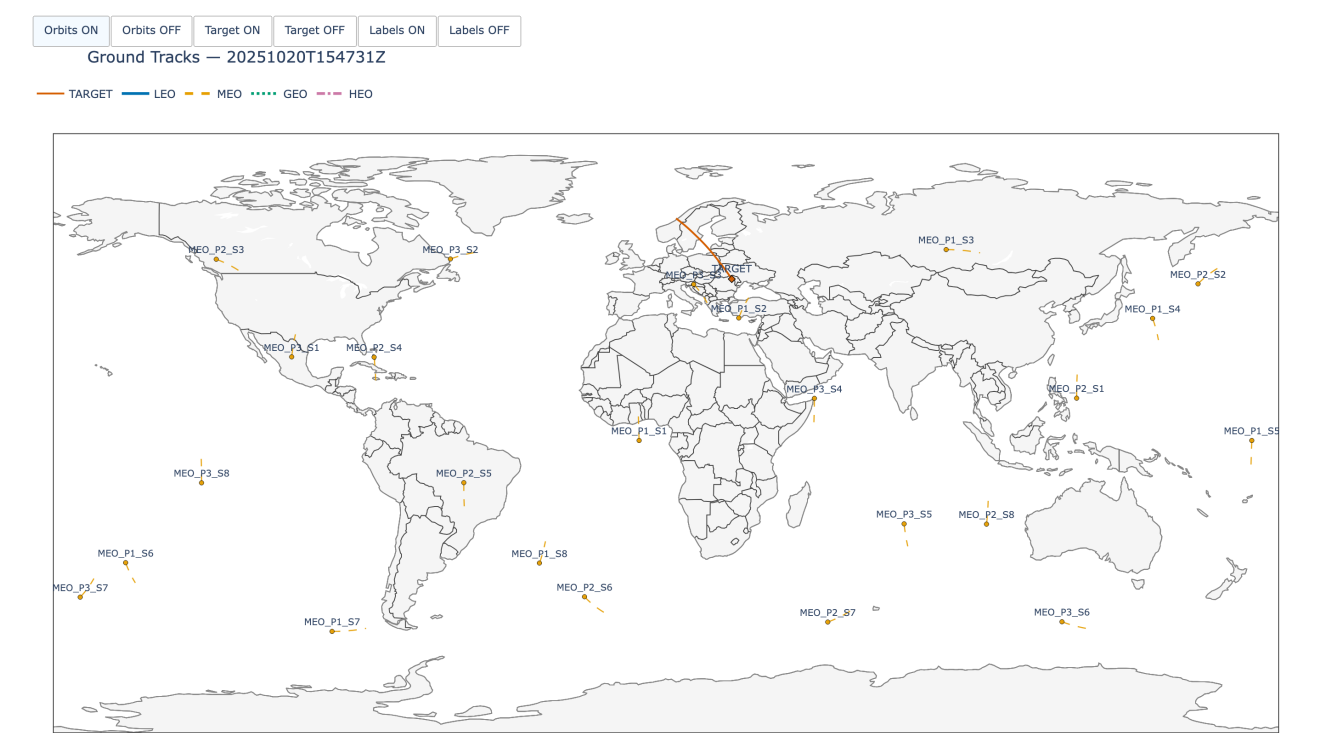 Orbits ON Orbits OFF Target ON Target OFF Labels ON Labels OFF
Ground Tracks — 20251020T154731Z
TARGET LEO MEO GEO HEO
MEO_P1_S3
MEO_P2_S3 MEO_P3_S2
TARGET
MEO_P3_S3 MEO_P2_S2
MEO_P1_S2 MEO_P1_S4
MEO_P3_S1 MEO_P2_S4
MEO_P3_S4 MEO_P2_S1
MEO_P1_S1 MEO_P1_S5
MEO_P3_S8 MEO_P2_S5
MEO_P3_S5 MEO_P2_S8
MEO_P1_S6 MEO_P1_S8
MEO_P3_S7 MEO_P2_S6
MEO_P2_S7 MEO_P3_S6
MEO_P1_S7